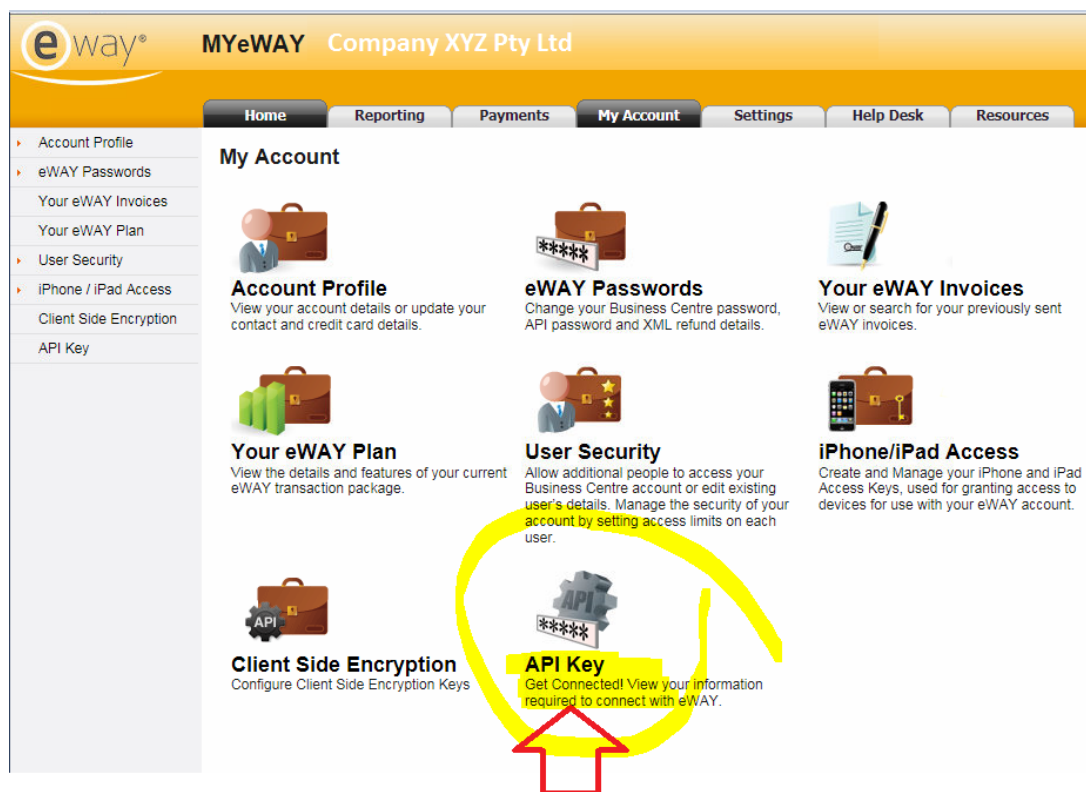 eway®
MYeWAY Company XYZ Pty Ltd
Home Reporting Payments My Account Settings Help Desk Resources
Account Profile
eWAY Passwords
Your eWAY Invoices
Your eWAY Plan
User Security
iPhone / iPad Access
Client Side Encryption
API Key
My Account
*****
Account Profile
View your account details or update your
contact and credit card details.
eWAY Passwords
Change your Business Centre password,
API password and XML refund details.
Your eWAY Invoices
View or search for your previously sent
eWAY invoices.
Your eWAY Plan
View the details and features of your current
eWAY transaction package.
User Security
Allow additional people to access your
Business Centre account or edit existing
user's details. Manage the security of your
account by setting access limits on each
user.
iPhone/iPad Access
Create and Manage your iPhone and iPad
Access Keys, used for granting access to
devices for use with your eWAY account.
API
Client Side Encryption
Configure Client Side Encryption Keys
API
*****
API Key
Get Connected! View your information
required to connect with eWAY.